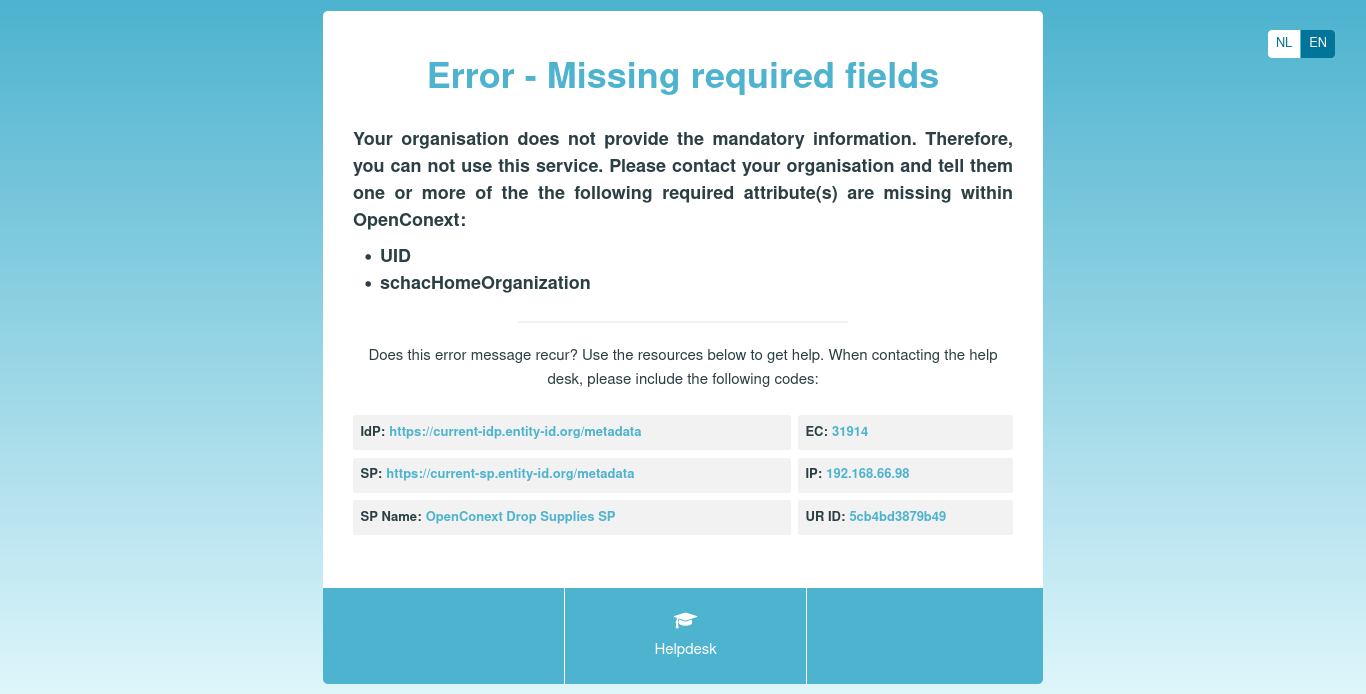 NL EN
Error - Missing required fields
Your organisation does not provide the mandatory information. Therefore,
you can not use this service. Please contact your organisation and tell them
one or more of the the following required attribute(s) are missing within
OpenConext:
• UID
• schacHomeOrganization
Does this error message recur? Use the resources below to get help. When contacting the help
desk, please include the following codes:
IdP: https://current-idp.entity-id.org/metadata EC: 31914
SP: https://current-sp.entity-id.org/metadata IP: 192.168.66.98
SP Name: OpenConext Drop Supplies SP UR ID: 5cb4bd3879b49
Helpdesk